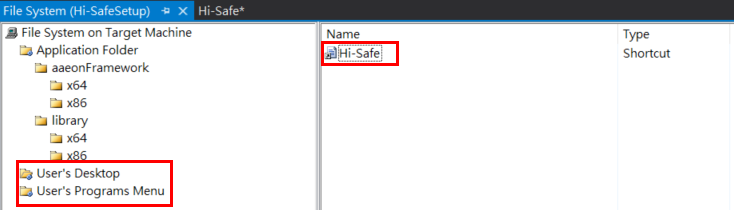 File System (Hi-SafeSetup) Hi-Safe*
File System on Target Machine
Application Folder
aaeonFramework
x64
x86
library
x64
x86
User's Desktop
User's Programs Menu
Name Type
Hi-Safe Shortcut